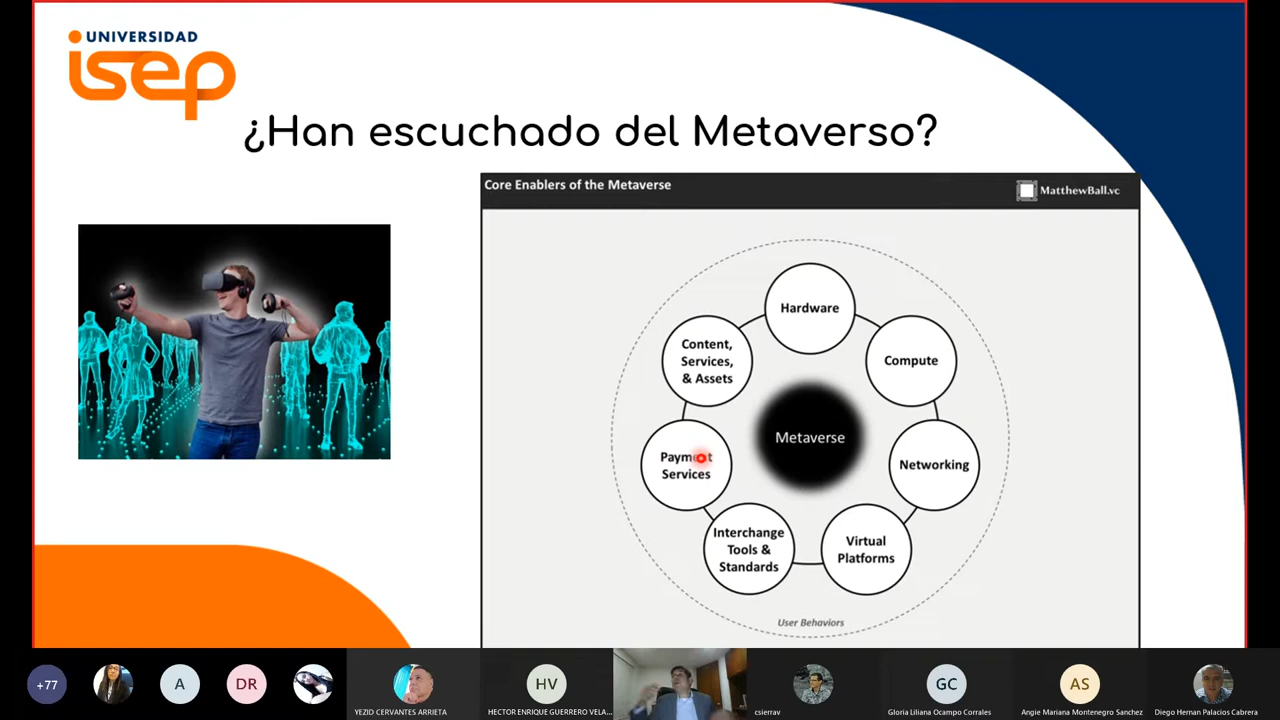 UNIVERSIDAD
isep
¿Han escuchado del Metaverso?
Core Enablers of the Metaverse
MatthewBall.vc
Hardware
Content,
Services,
& Assets
Compute
Metaverse
Payment
Services
Networking
Interchange
Tools &
Standards
Virtual
Platforms
User Behaviors
+77
A
DR
YEZID CERVANTES ARRIETA
HV
HECTOR ENRIQUE GUERRERO VELA...
csierrav
GC
Gloria Liliana Ocampo Corrales
AS
Angie Mariana Montenegro Sanchez
Diego Hernan Palacios Cabrera